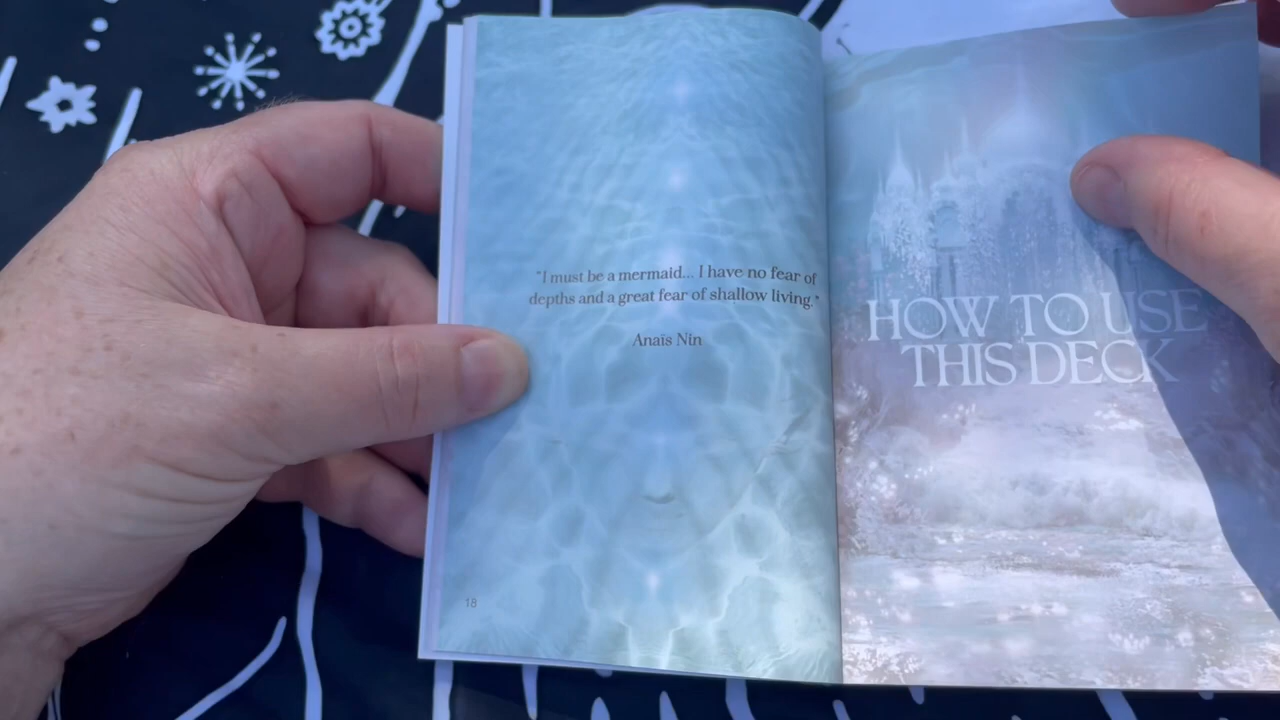 "I must be a mermaid... I have no fear of
depths and a great fear of shallow living."
Anaïs Nin
18
HOW TO USE
THIS DECK